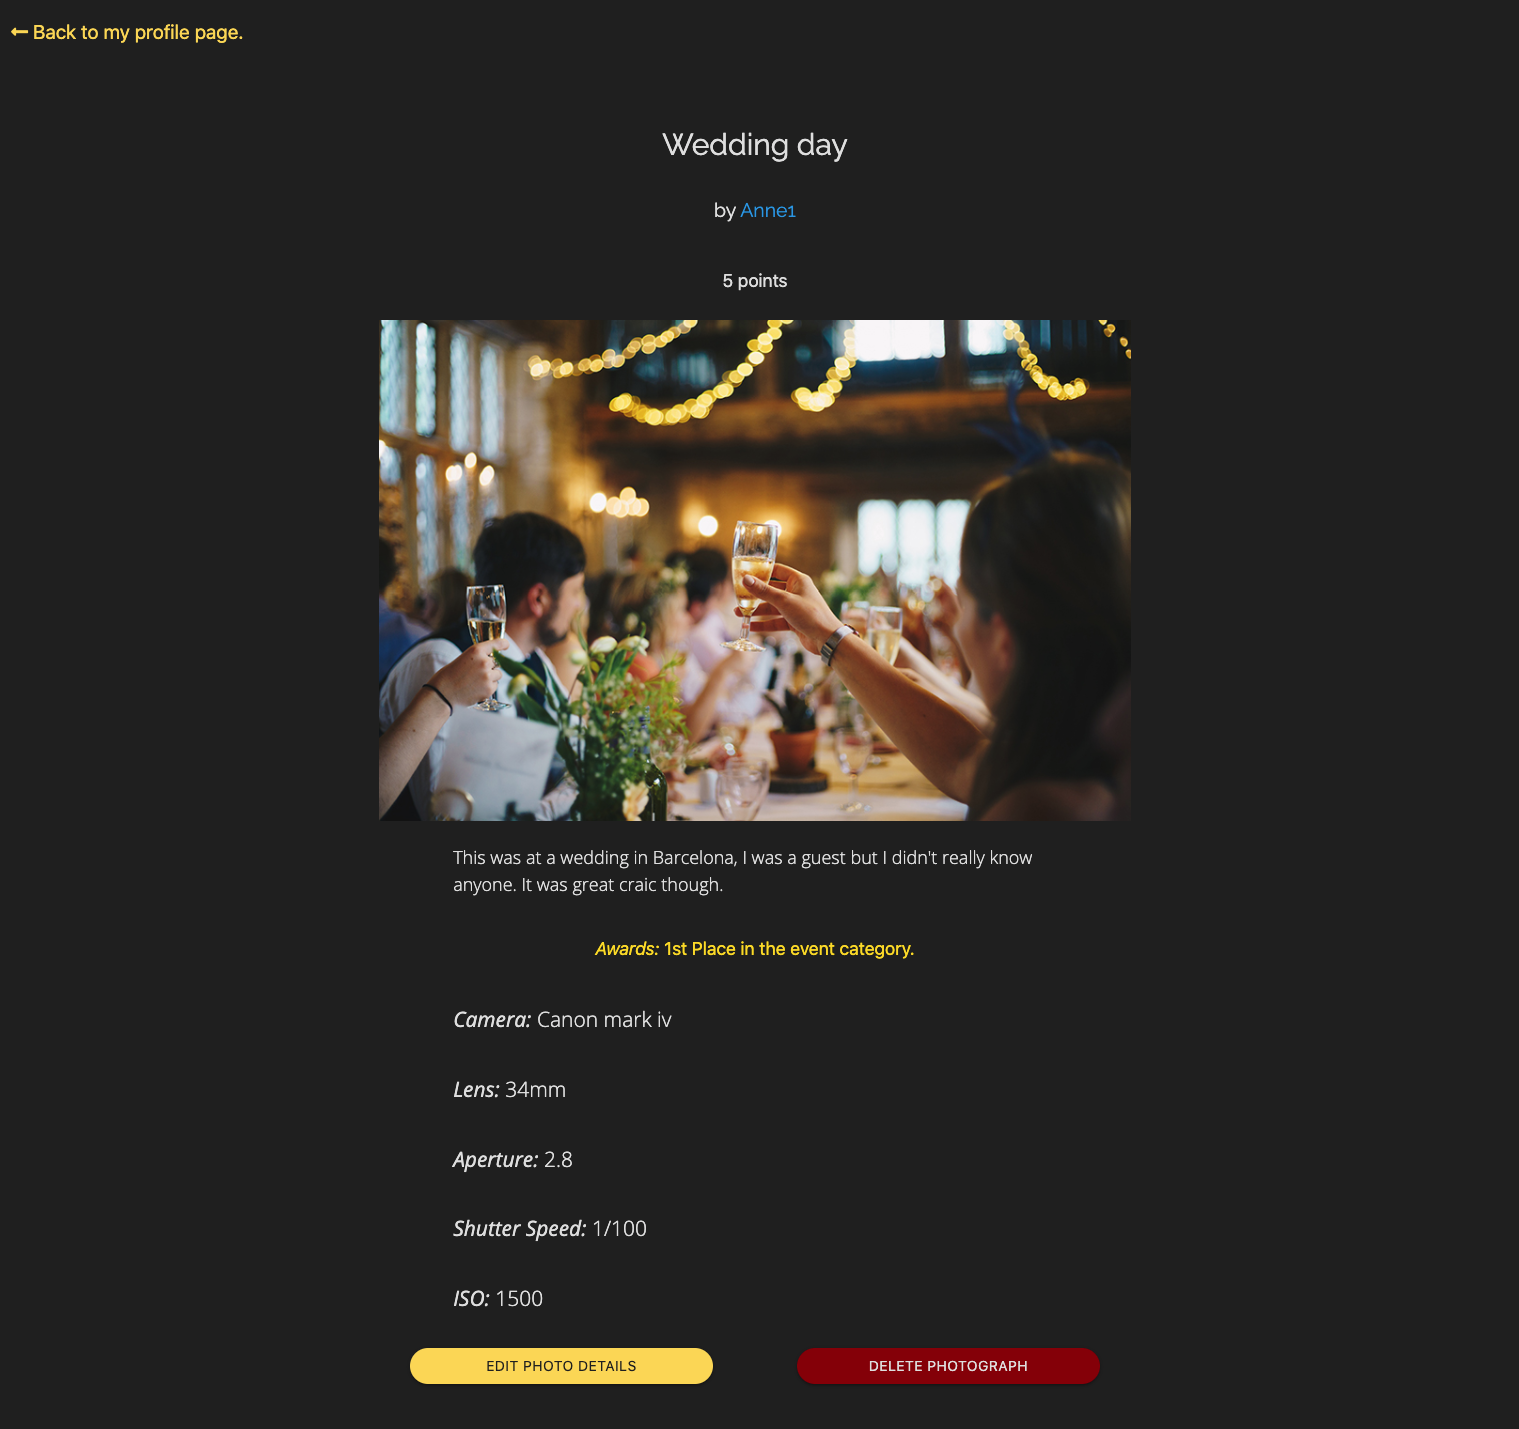 Back to my profile page.
Wedding day
by Anne1
5 points
This was at a wedding in Barcelona, I was a guest but I didn't really know
anyone. It was great craic though.
Awards: 1st Place in the event category.
Camera: Canon mark iv
Lens: 34mm
Aperture: 2.8
Shutter Speed: 1/100
ISO: 1500
EDIT PHOTO DETAILS
DELETE PHOTOGRAPH